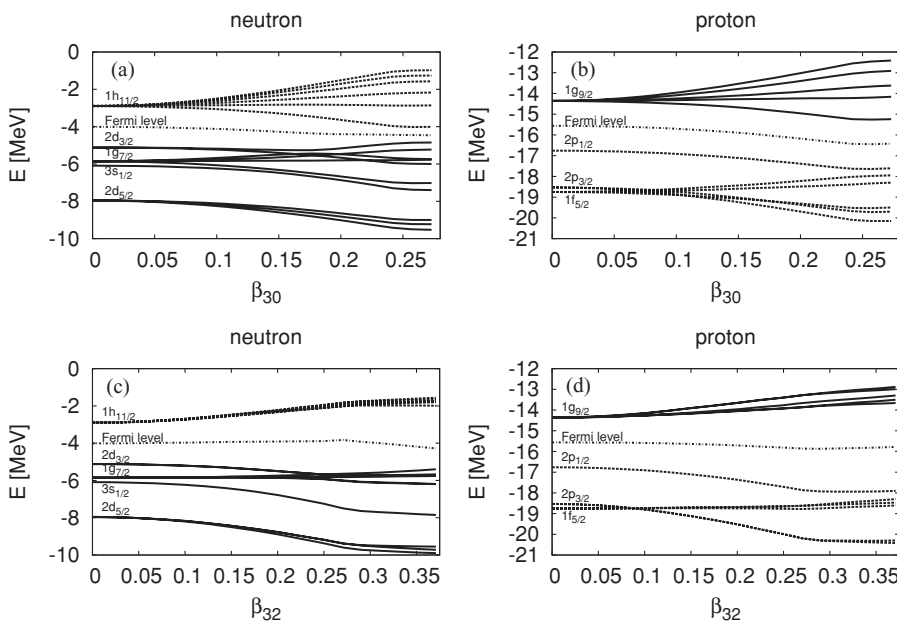 neutron
proton
E [MeV]
0
-2
-4
-6
-8
-10
(a)
1h11/2
Fermi level
2d3/2
1g7/2
3s1/2
2d5/2
0 0.05 0.1 0.15 0.2 0.25
β30
E [MeV]
-12
-13
-14
-15
-16
-17
-18
-19
-20
-21
(b)
1g9/2
Fermi level
2p1/2
2p3/2
1f5/2
0 0.05 0.1 0.15 0.2 0.25
β30
neutron
proton
E [MeV]
0
-2
-4
-6
-8
-10
(c)
1h11/2
Fermi level
2d3/2
1g7/2
3s1/2
2d5/2
0 0.05 0.1 0.15 0.2 0.25 0.3 0.35
β32
E [MeV]
-12
-13
-14
-15
-16
-17
-18
-19
-20
-21
(d)
1g9/2
Fermi level
2p1/2
2p3/2
1f5/2
0 0.05 0.1 0.15 0.2 0.25 0.3 0.35
β32